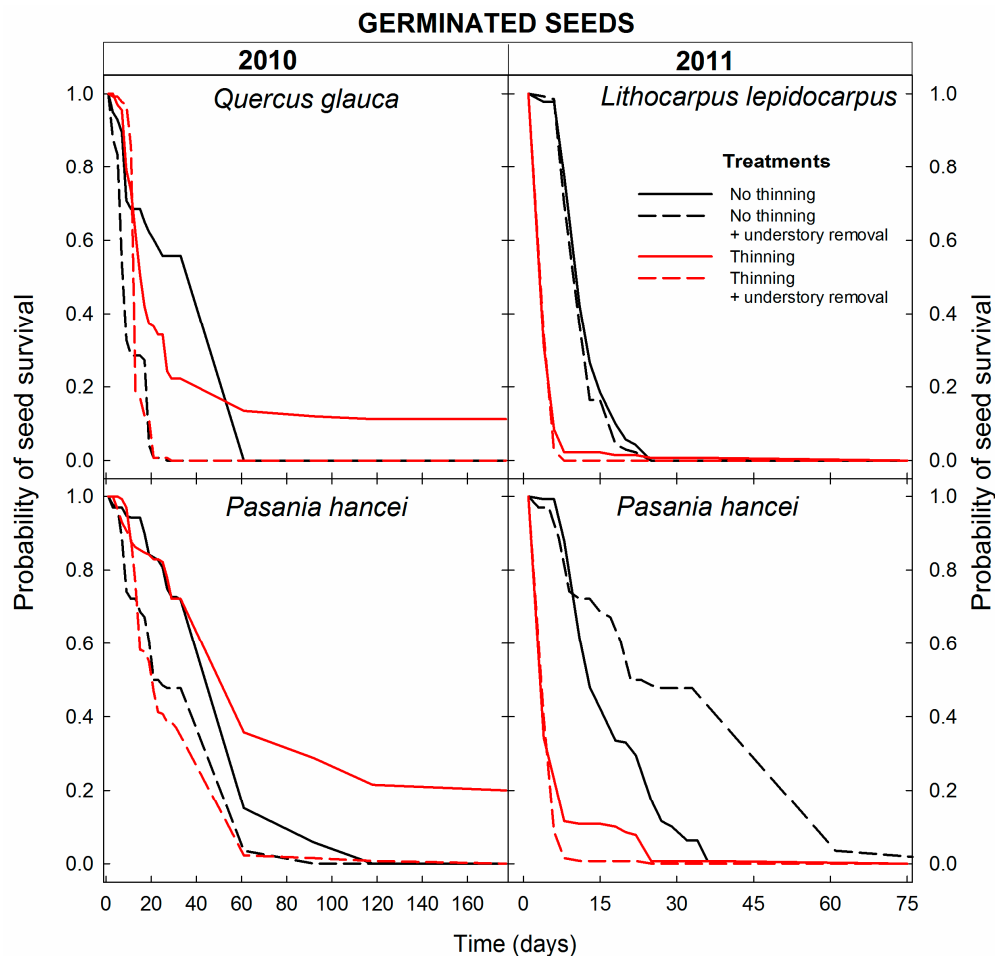 GERMINATED SEEDS
2010
2011
Quercus glauca
Lithocarpus lepidocarpus
Treatments
No thinning
No thinning
+ understory removal
Thinning
Thinning
+ understory removal
1.0
0.8
0.6
0.4
0.2
0.0
1.0
0.8
0.6
0.4
0.2
0.0
Pasania hancei
Pasania hancei
1.0
0.8
0.6
0.4
0.2
0.0
1.0
0.8
0.6
0.4
0.2
0.0
Probability of seed survival
Probability of seed survival
0 20 40 60 80 100 120 140 160
0 15 30 45 60 75
Time (days)